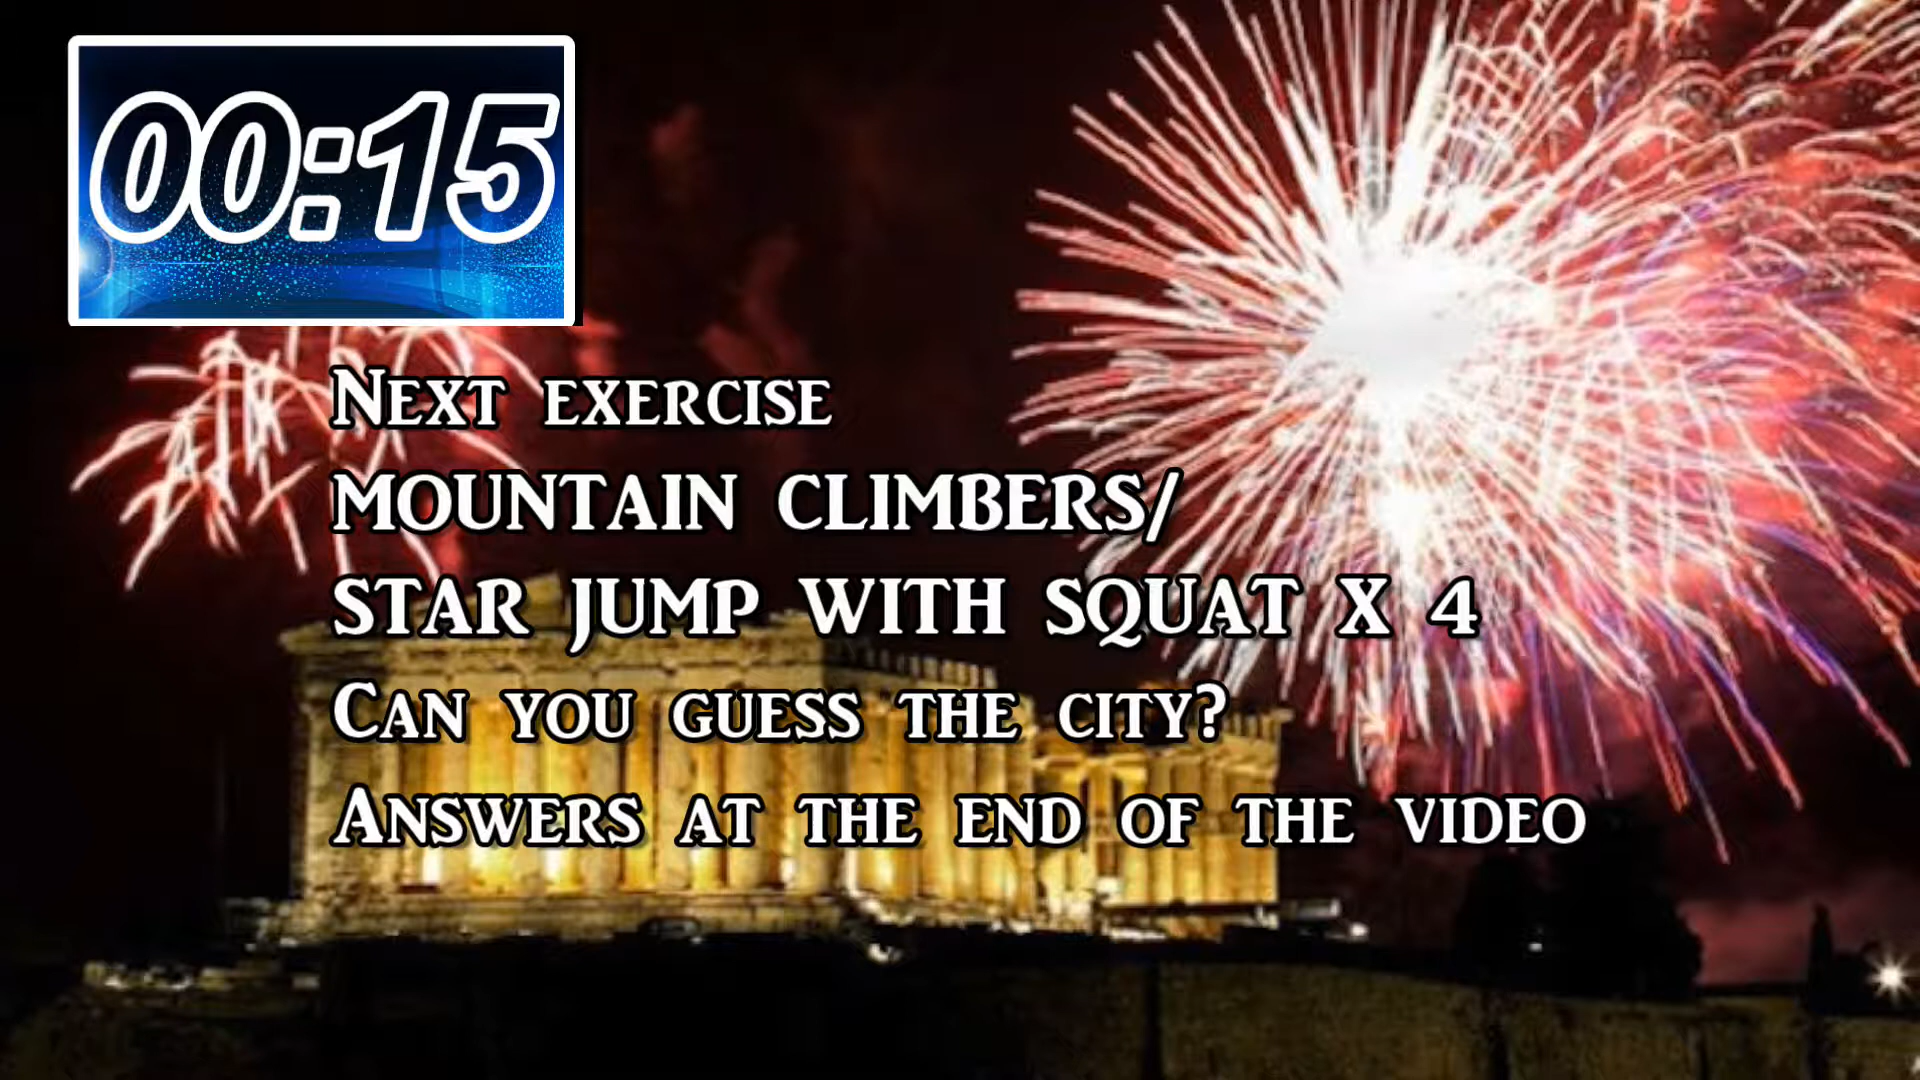 00:15
Next exercise
MOUNTAIN CLIMBERS/
STAR JUMP WITH SQUAT X 4
Can you guess the city?
Answers at the end of the video